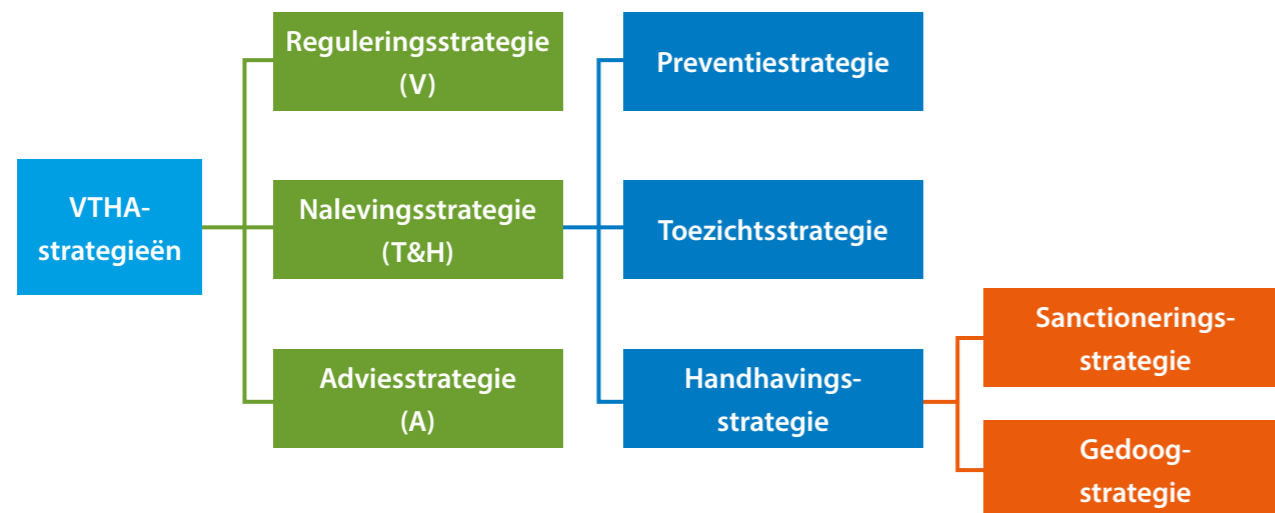 VTHA-
strategieën
Reguleringsstrategie
(V)
Nalevingsstrategie
(T&H)
Adviesstrategie
(A)
Preventiestrategie
Toezichtsstrategie
Handhavings-
strategie
Sanctionerings-
strategie
Gedoog-
strategie